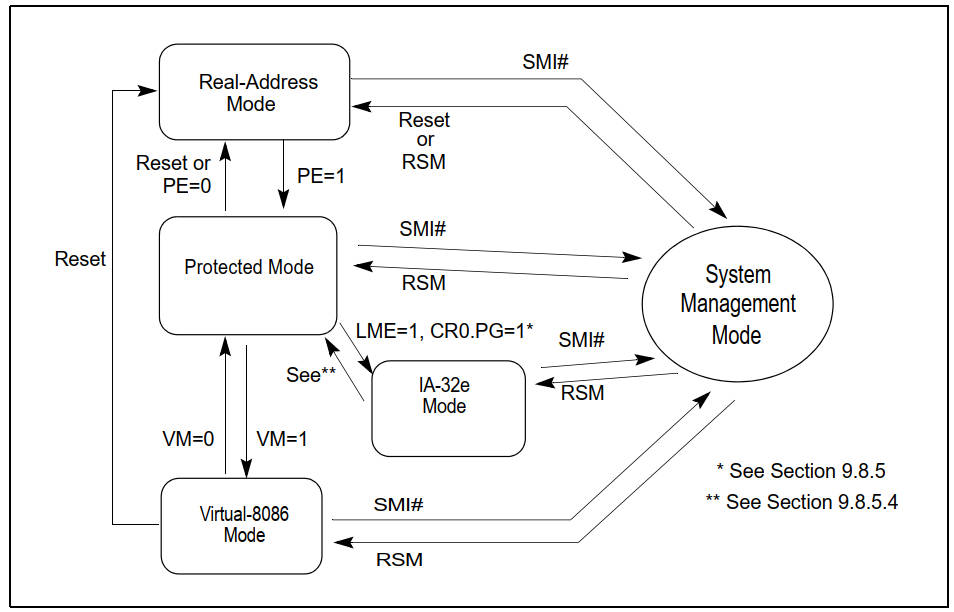 SMI#
Real-Address
Mode
Reset
or
RSM
Reset or
PE=0
PE=1
SMI#
Reset
Protected Mode
RSM
System
Management
Mode
LME=1, CR0.PG=1*
SMI#
See**
IA-32e
Mode
RSM
VM=0
VM=1
* See Section 9.8.5
** See Section 9.8.5.4
SMI#
Virtual-8086
Mode
RSM